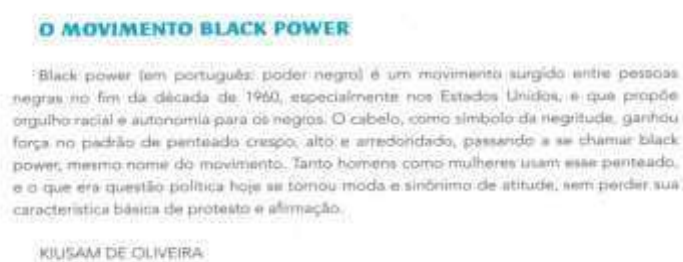 O MOVIMENTO BLACK POWER
Black power (em português: poder negro) é um movimento surgido entre pessoas
negras no fim da década de 1960, especialmente nos Estados Unidos, e que propõe
orgulho racial e autonomia para os negros. O cabelo, como símbolo da negritude, ganhou
força no padrão de penteado crespo, alto e arredondado, passando a se chamar black
power, mesmo nome do movimento. Tanto homens como mulheres usam esse penteado,
e o que era questão política hoje se tornou moda e sinônimo de atitude, sem perder sua
característica básica de protesto e afirmação.
KIUSAM DE OLIVEIRA